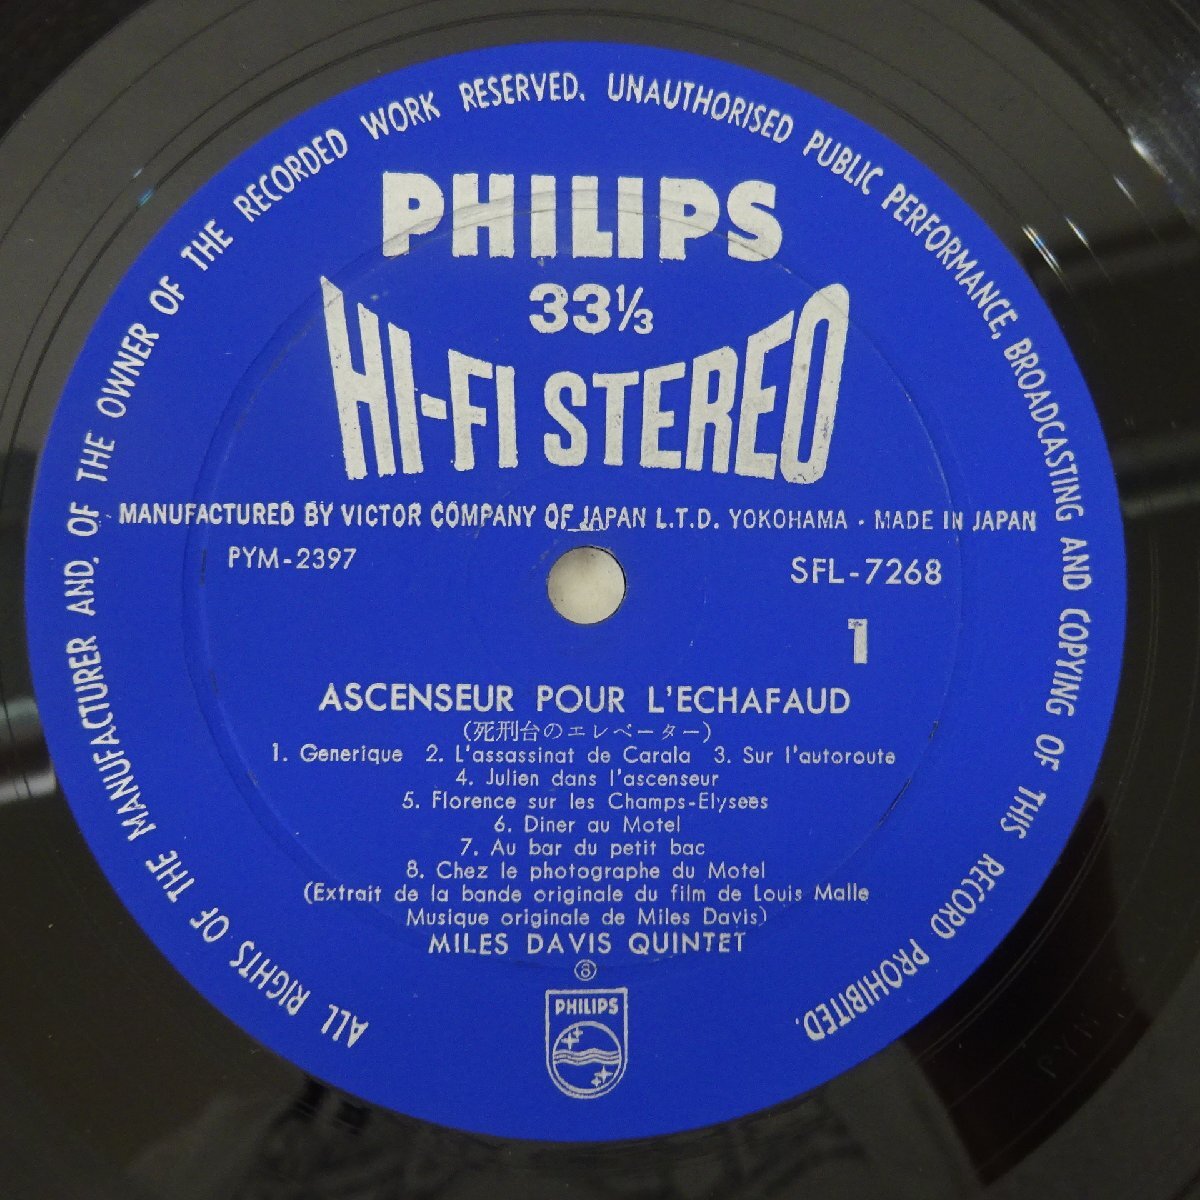 ALL RIGHTS OF THE MANUFACTURER AND OF THE OWNER OF THE RECORDED WORK RESERVED. UNAUTHORISED PUBLIC PERFORMANCE, BROADCASTING AND COPYING OF THIS RECORD PROHIBITED.
PHILIPS
33⅓
HI-FI STEREO
MANUFACTURED BY VICTOR COMPANY OF JAPAN L.T.D. YOKOHAMA · MADE IN JAPAN
PYM-2397
SFL-7268
1
ASCENSEUR POUR L'ECHAFAUD
(死刑台のエレベーター)
1. Generique 2. L'assassinat de Carala 3. Sur l'autoroute
4. Julien dans l'ascenseur
5. Florence sur les Champs-Elysees
6. Diner au Motel
7. Au bar du petit bac
8. Chez le photographe du Motel
(Extrait de la bande originale du film de Louis Malle
Musique originale de Miles Davis)
MILES DAVIS QUINTET
⑧
PHILIPS